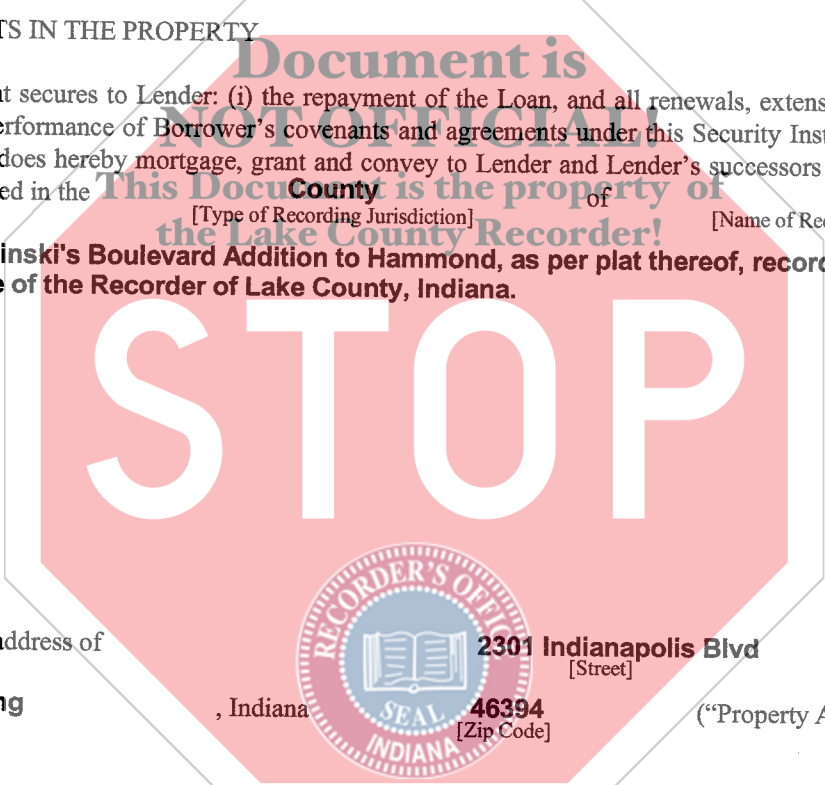 TS IN THE PROPERTY
Document is
t secures to Lender: (i) the repayment of the Loan, and all renewals, extens
NOT OFFICIAL!
erformance of Borrower's covenants and agreements under this Security Inst
does hereby mortgage, grant and convey to Lender and Lender's successors
ed in the County of
This Document is the property of
[Type of Recording Jurisdiction] [Name of Rec
the Lake County Recorder!
inski's Boulevard Addition to Hammond, as per plat thereof, record
e of the Recorder of Lake County, Indiana.
STOP
RECORDER'S OFFIC
address of 2301 Indianapolis Blvd
[Street]
ng , Indiana 46394 ("Property A
SEAL
[Zip Code]
INDIANA